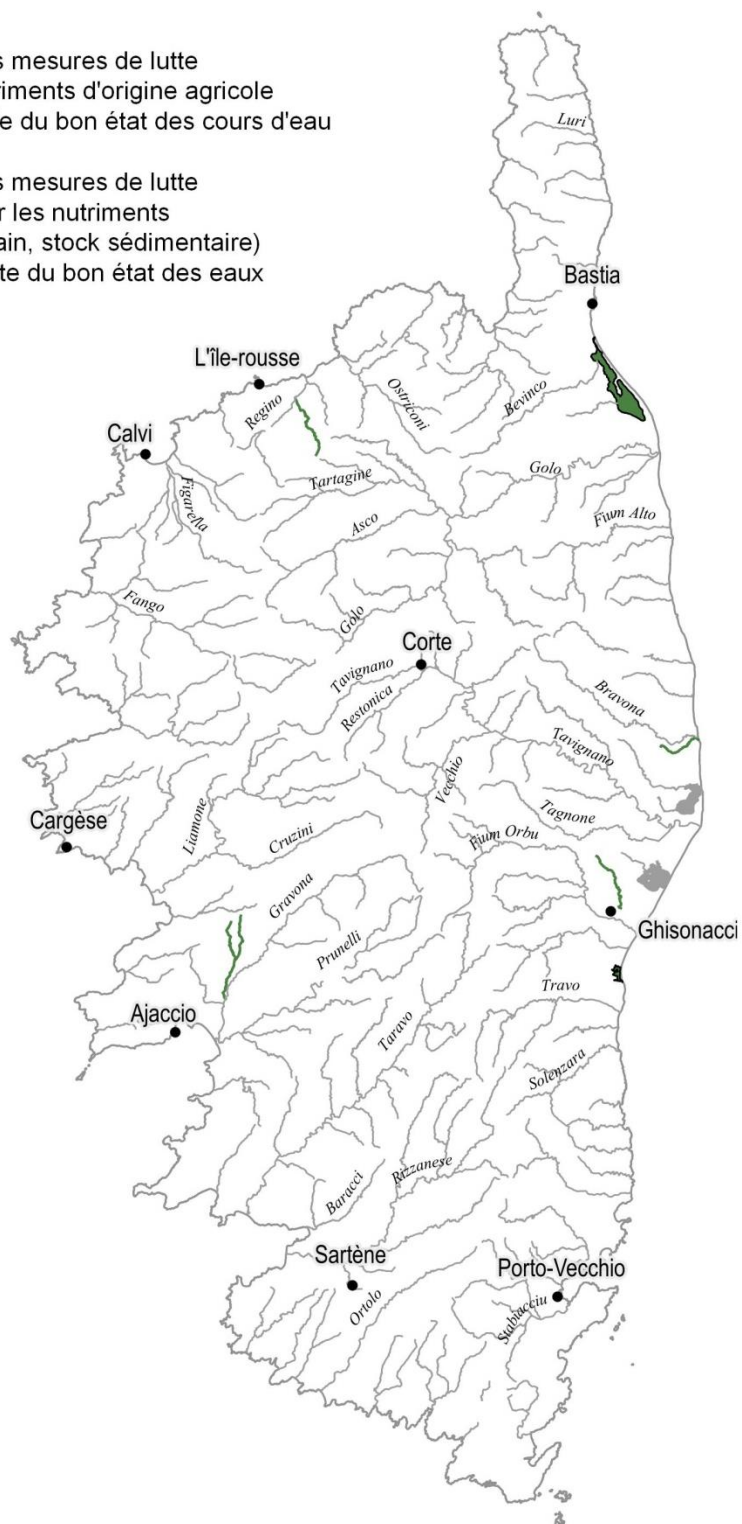 s mesures de lutte
riments d'origine agricole
e du bon état des cours d'eau
s mesures de lutte
r les nutriments
ain, stock sédimentaire)
te du bon état des eaux
Luri
Bastia
L'île-rousse
Regino
Ostriconi
Bevinco
Calvi
Figarella
Tartagine
Golo
Asco
Fium Alto
Fango
Golo
Corte
Tavignano
Restonica
Bravona
Tavignano
Vecchio
Cargèse
Liamone
Cruzini
Tagnone
Fium Orbu
Gravona
Prunelli
Ghisonacci
Travo
Ajaccio
Taravo
Solenzara
Rizzanese
Baracci
Sartène
Porto-Vecchio
Ortolo
Stabiacciu